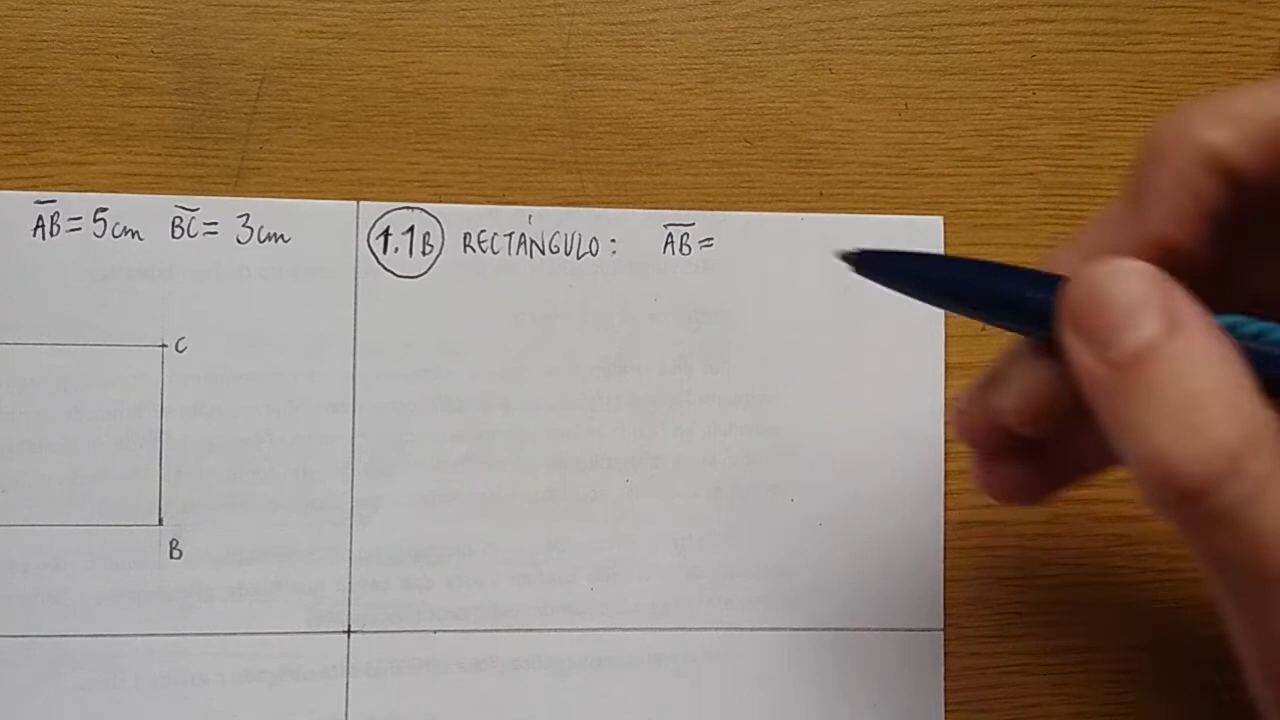 AB = 5cm BC = 3cm
1.1B RECTÁNGULO: AB =
C
B